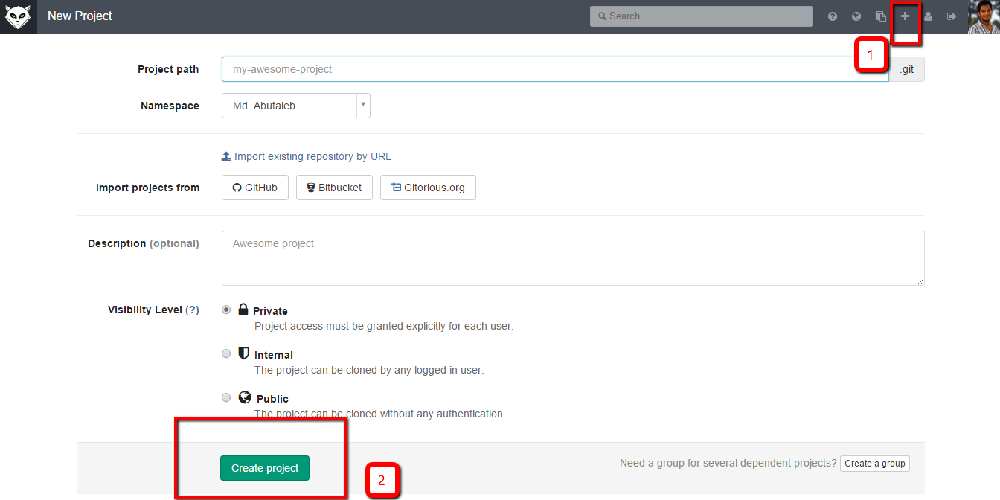 New Project
Search
1
Project path
my-awesome-project
.git
Namespace
Md. Abutaleb
Import existing repository by URL
Import projects from
GitHub
Bitbucket
Gitorious.org
Description (optional)
Awesome project
Visibility Level (?)
Private
Project access must be granted explicitly for each user.
Internal
The project can be cloned by any logged in user.
Public
The project can be cloned without any authentication.
Create project
2
Need a group for several dependent projects?
Create a group